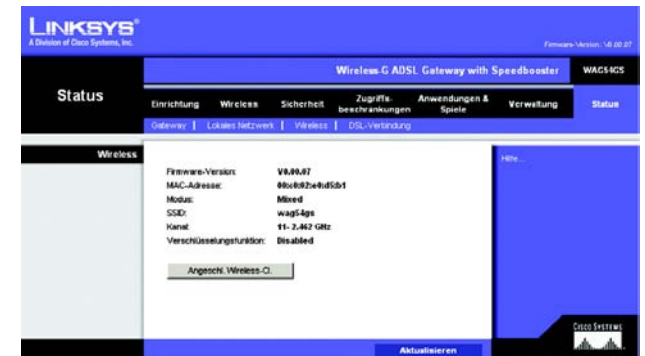 LINKSYS®
A Division of Cisco Systems, Inc.
Firmware-Version: V0.00.07
Wireless-G ADSL Gateway with Speedbooster
WAG54GS
Status
Einrichtung Wireless Sicherheit Zugriffs-beschränkungen Anwendungen & Spiele Verwaltung Status
Gateway | Lokales Netzwerk | Wireless | DSL-Verbindung
Wireless
Hilfe...
Firmware-Version: V0.00.07
MAC-Adresse:
Modus: Mixed
SSID: wag54gs
Kanal: 11- 2.462 GHz
Verschlüsselungsfunktion: Disabled
Angeschl. Wireless-Cl.
Aktualisieren
CISCO SYSTEMS